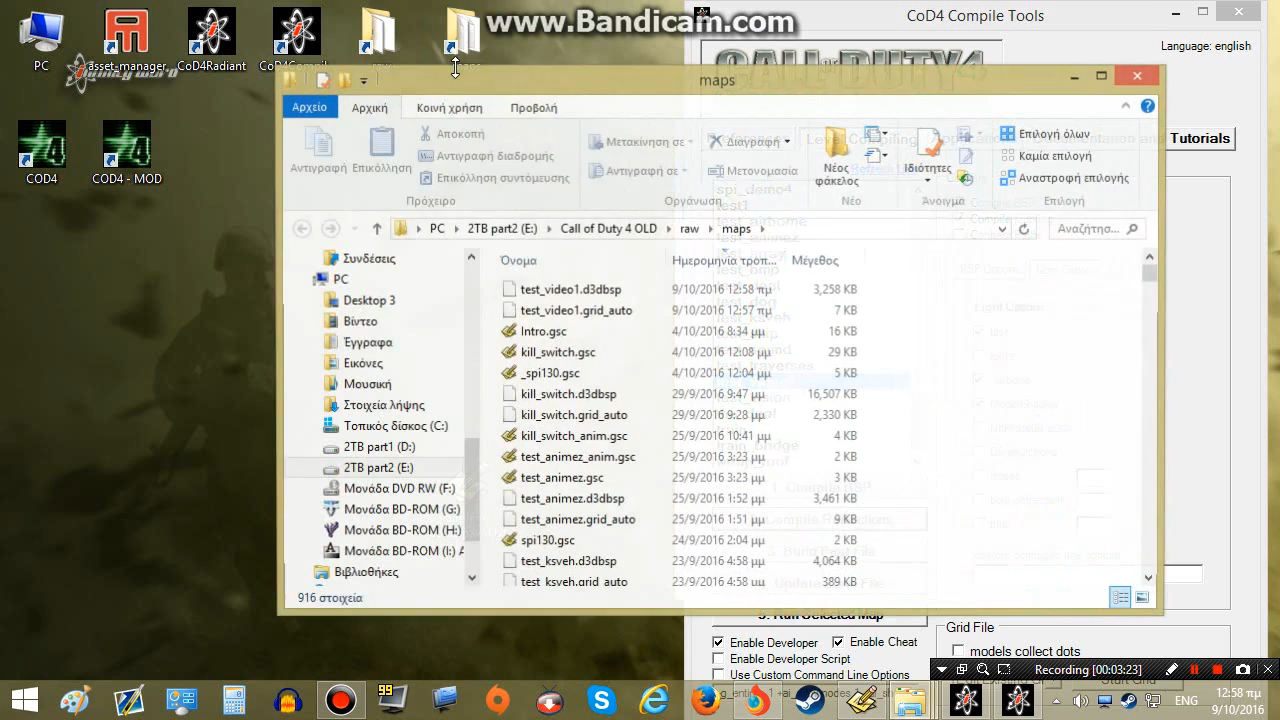 www.Bandicam.com
CoD4 Compile Tools
Language: english
PC
asset-manage...
CoD4Radiant
CoD4Compil...
raw
maps
COD4
COD4 - MOD
maps
Αρχείο
Αρχική
Κοινή χρήση
Προβολή
Αντιγραφή
Επικόλληση
Αποκοπή
Αντιγραφή διαδρομής
Επικόλληση συντόμευσης
Πρόχειρο
Μετακίνηση σε
Αντιγραφή σε
Διαγραφή
Μετονομασία
Οργάνωση
Νέος
φάκελος
Νέο
Ιδιότητες
Άνοιγμα
Επιλογή όλων
Καμία επιλογή
Αναστροφή επιλογής
Επιλογή
Tutorials
PC
2TB part2 (E:)
Call of Duty 4 OLD
raw
maps
Αναζήτησ...
Συνδέσεις
PC
Desktop 3
Βίντεο
Έγγραφα
Εικόνες
Μουσική
Στοιχεία λήψης
Τοπικός δίσκος (C:)
2TB part1 (D:)
2TB part2 (E:)
Μονάδα DVD RW (F:)
Μονάδα BD-ROM (G:)
Μονάδα BD-ROM (H:)
Μονάδα BD-ROM (I:) A
Βιβλιοθήκες
Όνομα Ημερομηνία τροπ... Μέγεθος
test_video1.d3dbsp 9/10/2016 12:58 πμ 3,258 KB
test_video1.grid_auto 9/10/2016 12:57 πμ 7 KB
Intro.gsc 4/10/2016 8:34 μμ 16 KB
kill_switch.gsc 4/10/2016 12:08 μμ 29 KB
_spi130.gsc 4/10/2016 12:04 μμ 5 KB
kill_switch.d3dbsp 29/9/2016 9:47 μμ 16,507 KB
kill_switch.grid_auto 29/9/2016 9:28 μμ 2,330 KB
kill_switch_anim.gsc 25/9/2016 10:41 μμ 4 KB
test_animez_anim.gsc 25/9/2016 3:23 μμ 2 KB
test_animez.gsc 25/9/2016 3:23 μμ 3 KB
test_animez.d3dbsp 25/9/2016 1:52 μμ 3,461 KB
test_animez.grid_auto 25/9/2016 1:51 μμ 9 KB
spi130.gsc 24/9/2016 2:04 μμ 2 KB
test_ksveh.d3dbsp 23/9/2016 4:58 μμ 4,064 KB
test_ksveh.grid_auto 23/9/2016 4:58 μμ 389 KB
916 στοιχεία
5. Run Selected Map
Enable Developer
Enable Cheat
Enable Developer Script
Use Custom Command Line Options
Grid File
models collect dots
Recording [00:03:23]
ENG
12:58 πμ
9/10/2016